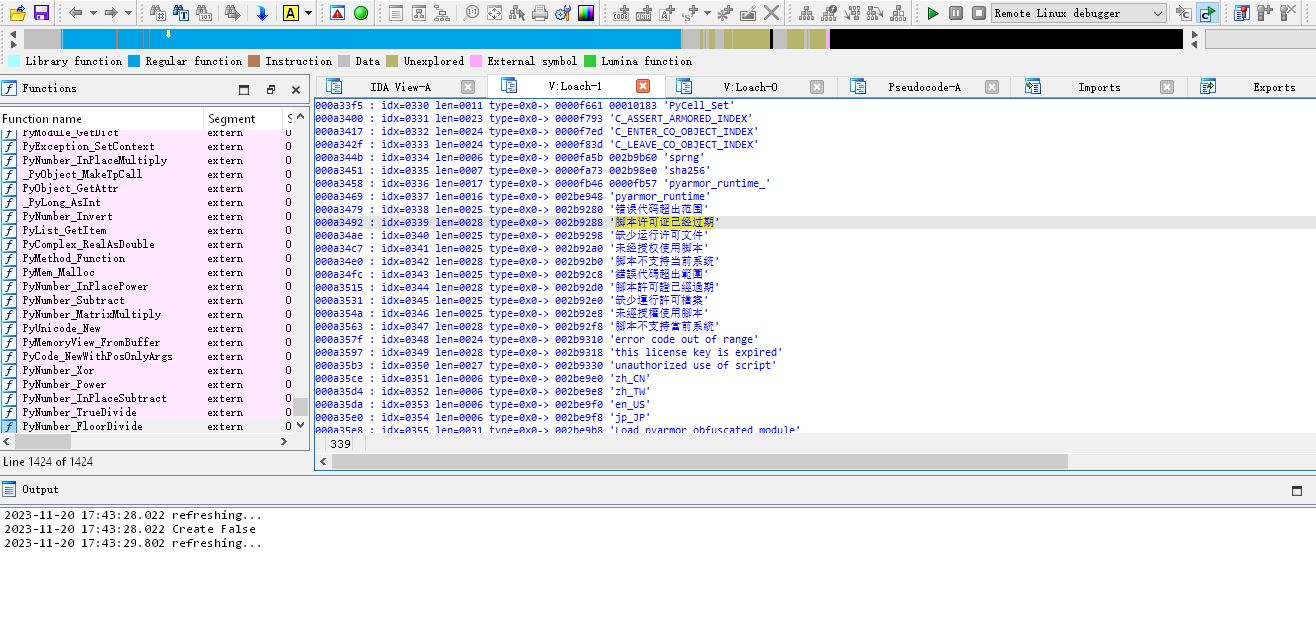 Remote Linux debugger
Library function Regular function Instruction Data Unexplored External symbol Lumina function
Functions
IDA View-A V:Loach-1 V:Loach-0 Pseudocode-A Imports Exports
Function name Segment S
PyModule_GetDict extern 0
PyException_SetContext extern 0
PyNumber_InPlaceMultiply extern 0
_PyObject_MakeTpCall extern 0
PyObject_GetAttr extern 0
_PyLong_AsInt extern 0
PyNumber_Invert extern 0
PyList_GetItem extern 0
PyComplex_RealAsDouble extern 0
PyMethod_Function extern 0
PyMem_Malloc extern 0
PyNumber_InPlacePower extern 0
PyNumber_Subtract extern 0
PyNumber_MatrixMultiply extern 0
PyUnicode_New extern 0
PyMemoryView_FromBuffer extern 0
PyCode_NewWithPosOnlyArgs extern 0
PyNumber_Xor extern 0
PyNumber_Power extern 0
PyNumber_InPlaceSubtract extern 0
PyNumber_TrueDivide extern 0
PyNumber_FloorDivide extern 0
Line 1424 of 1424
000a33f5 : idx=0330 len=0011 type=0x0-> 0000f661 00010183 'PyCell_Set'
000a3400 : idx=0331 len=0023 type=0x0-> 0000f793 'C_ASSERT_ARMORED_INDEX'
000a3417 : idx=0332 len=0024 type=0x0-> 0000f7ed 'C_ENTER_CO_OBJECT_INDEX'
000a342f : idx=0333 len=0024 type=0x0-> 0000f83d 'C_LEAVE_CO_OBJECT_INDEX'
000a344b : idx=0334 len=0006 type=0x0-> 0000fa5b 002b9b60 'sprng'
000a3451 : idx=0335 len=0007 type=0x0-> 0000fa73 002b98e0 'sha256'
000a3458 : idx=0336 len=0017 type=0x0-> 0000fb46 0000fb57 'pyarmor_runtime_'
000a3469 : idx=0337 len=0016 type=0x0-> 002be948 'pyarmor_runtime'
000a3479 : idx=0338 len=0025 type=0x0-> 002b9280 '错误代码超出范围'
000a3492 : idx=0339 len=0028 type=0x0-> 002b9288 '脚本许可证已经过期'
000a34ae : idx=0340 len=0025 type=0x0-> 002b9298 '缺少运行许可文件'
000a34c7 : idx=0341 len=0025 type=0x0-> 002b92a0 '未经授权使用脚本'
000a34e0 : idx=0342 len=0028 type=0x0-> 002b92b0 '脚本不支持当前系统'
000a34fc : idx=0343 len=0025 type=0x0-> 002b92c8 '錯誤代碼超出範圍'
000a3515 : idx=0344 len=0028 type=0x0-> 002b92d0 '腳本許可證已經過期'
000a3531 : idx=0345 len=0025 type=0x0-> 002b92e0 '缺少運行許可檔案'
000a354a : idx=0346 len=0025 type=0x0-> 002b92e8 '未經授權使用腳本'
000a3563 : idx=0347 len=0028 type=0x0-> 002b92f8 '腳本不支持當前系統'
000a357f : idx=0348 len=0024 type=0x0-> 002b9310 'error code out of range'
000a3597 : idx=0349 len=0028 type=0x0-> 002b9318 'this license key is expired'
000a35b3 : idx=0350 len=0027 type=0x0-> 002b9330 'unauthorized use of script'
000a35ce : idx=0351 len=0006 type=0x0-> 002be9e0 'zh_CN'
000a35d4 : idx=0352 len=0006 type=0x0-> 002be9e8 'zh_TW'
000a35da : idx=0353 len=0006 type=0x0-> 002be9f0 'en_US'
000a35e0 : idx=0354 len=0006 type=0x0-> 002be9f8 'jp_JP'
000a35e8 : idx=0355 len=0031 type=0x0-> 002be9b8 'Load pyarmor obfuscated module'
339
Output
2023-11-20 17:43:28.022 refreshing...
2023-11-20 17:43:28.022 Create False
2023-11-20 17:43:29.802 refreshing...